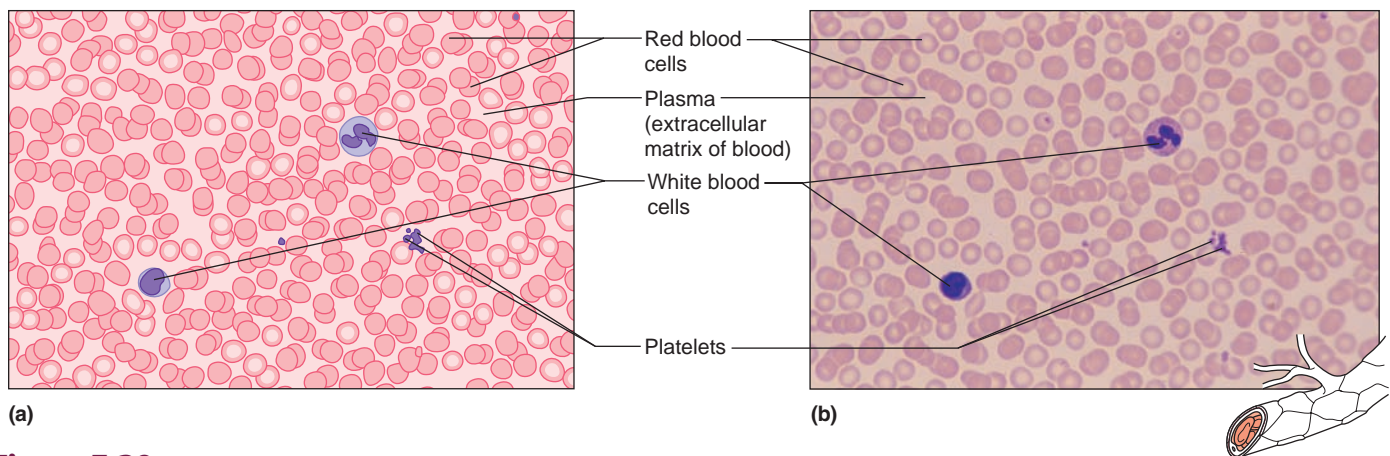 Red blood
cells
Plasma
(extracellular
matrix of blood)
White blood
cells
Platelets
(a)
(b)